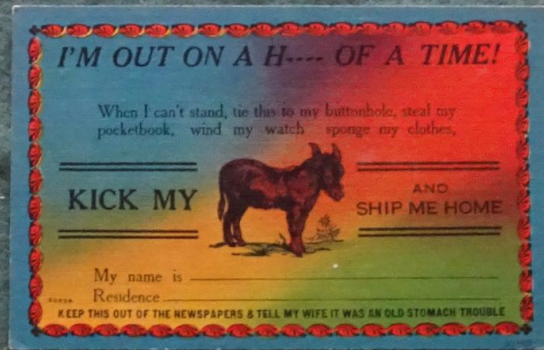 I'M OUT ON A H---- OF A TIME!
When I can't stand, tie this to my buttonhole, steal my
pocketbook, wind my watch sponge my clothes,
KICK MY
AND
SHIP ME HOME
My name is
Residence
KEEP THIS OUT OF THE NEWSPAPERS & TELL MY WIFE IT WAS AN OLD STOMACH TROUBLE